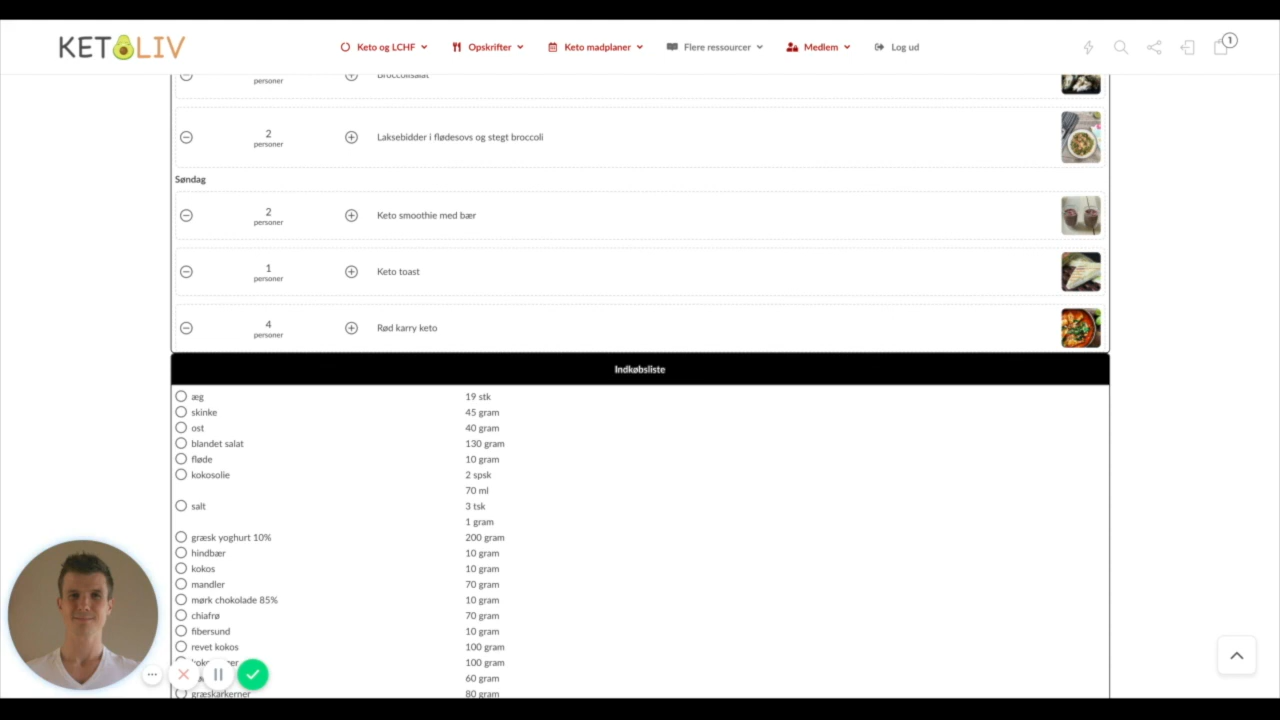 KETOLIV
Keto og LCHF
Opskrifter
Keto madplaner
Flere ressourcer
Medlem
Log ud
1
personer
Broccolisalat
2
personer
Laksebidder i flødesovs og stegt broccoli
Søndag
2
personer
Keto smoothie med bær
1
personer
Keto toast
4
personer
Rød karry keto
Indkøbsliste
æg 19 stk
skinke 45 gram
ost 40 gram
blandet salat 130 gram
fløde 10 gram
kokosolie 2 spsk
70 ml
salt 3 tsk
1 gram
græsk yoghurt 10% 200 gram
hindbær 10 gram
kokos 10 gram
mandler 70 gram
mørk chokolade 85% 10 gram
chiafrø 70 gram
fibersund 10 gram
revet kokos 100 gram
100 gram
60 gram
græskarkerner 80 gram